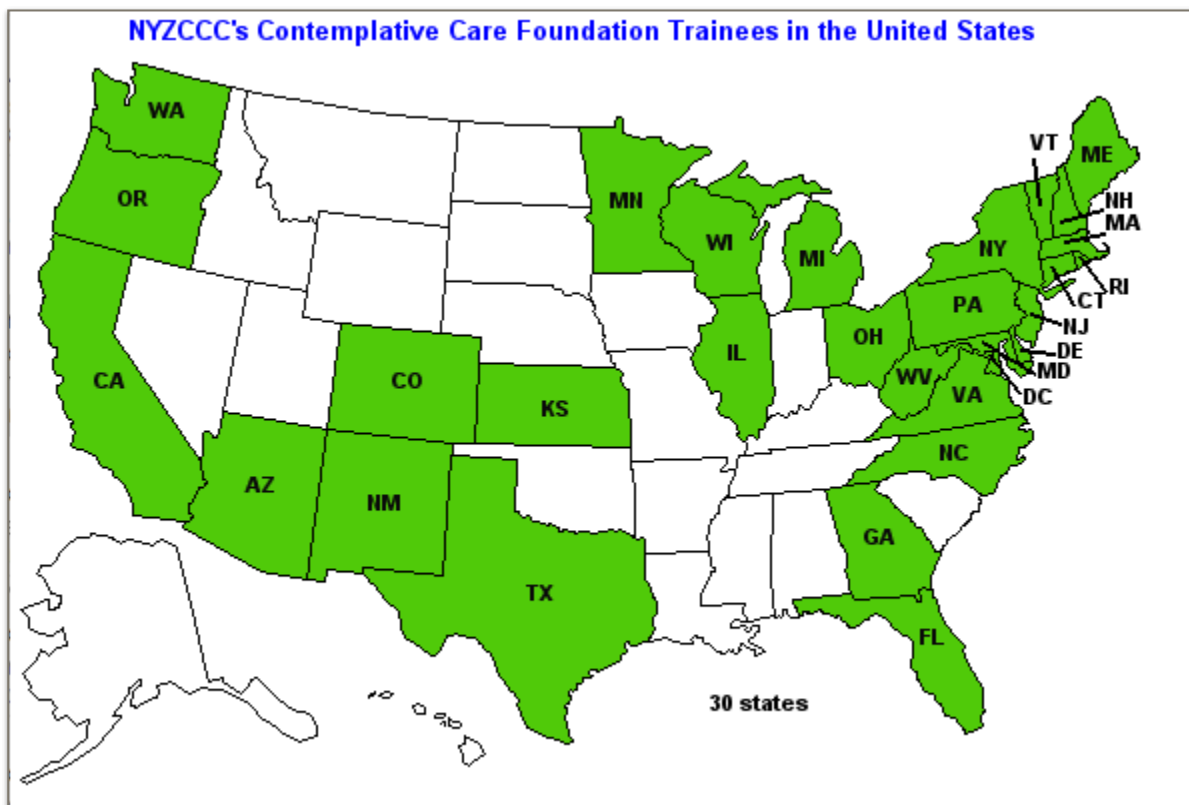 NYZCCC's Contemplative Care Foundation Trainees in the United States
WA
VT
ME
OR
MN
NH
MA
WI
NY
MI
RI
CT
PA
NJ
OH
IL
DE
MD
CA
CO
WV
DC
VA
KS
NC
AZ
NM
GA
TX
FL
30 states